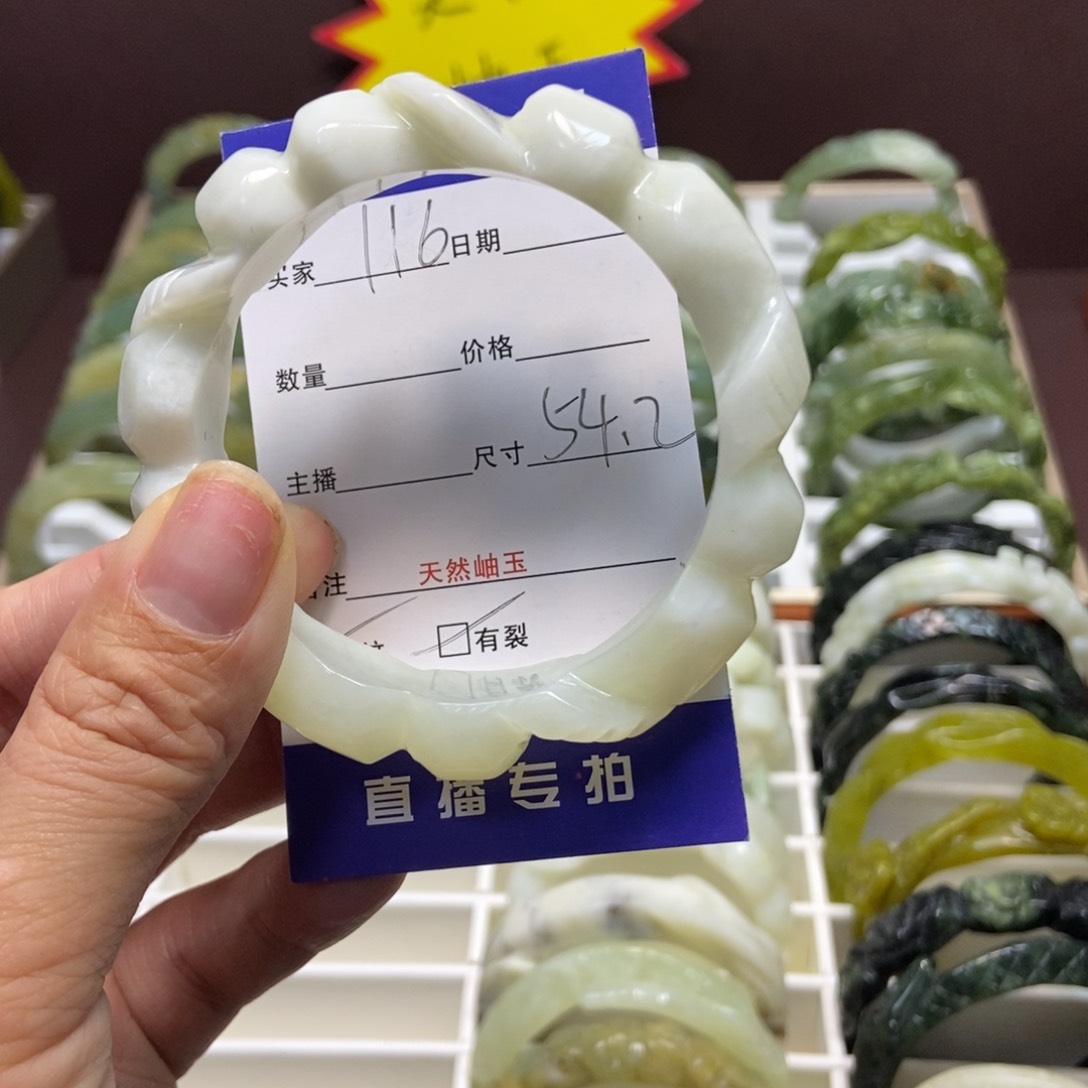 买家 116 日期
数量 价格
主播 尺寸 54.2
注 天然岫玉
有裂
直播专拍